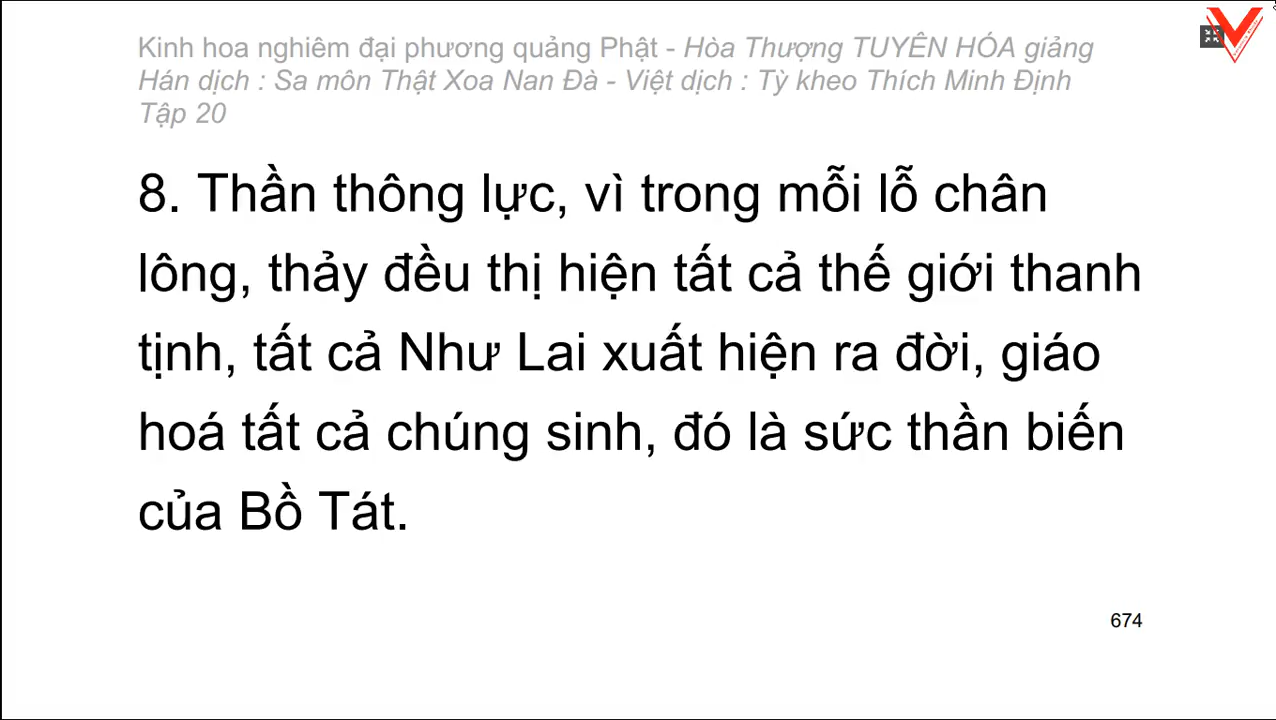 Kinh hoa nghiêm đại phương quảng Phật - Hòa Thượng TUYÊN HÓA giảng
Hán dịch : Sa môn Thật Xoa Nan Đà - Việt dịch : Tỳ kheo Thích Minh Định
Tập 20
8. Thần thông lực, vì trong mỗi lỗ chân
lông, thảy đều thị hiện tất cả thế giới thanh
tịnh, tất cả Như Lai xuất hiện ra đời, giáo
hoá tất cả chúng sinh, đó là sức thần biến
của Bồ Tát.
674